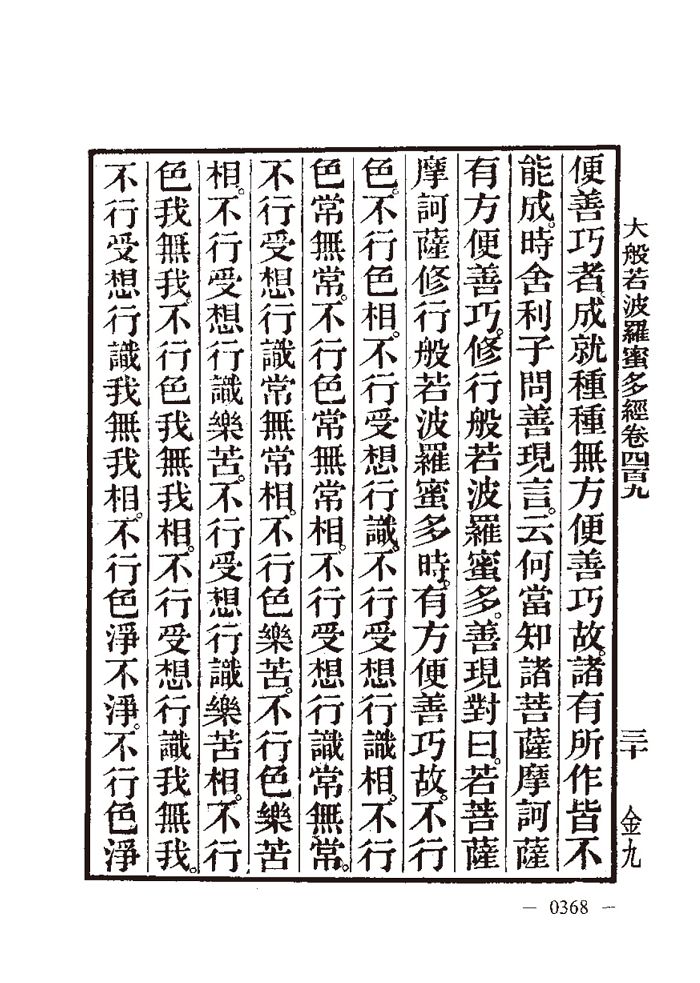 大般若波羅蜜多經卷四百九 三十 金九
便善巧者。成就種種無方便善巧故。諸有所作皆不
能成。時舍利子問善現言。云何當知諸菩薩摩訶薩
有方便善巧。修行般若波羅蜜多。善現對曰。若菩薩
摩訶薩修行般若波羅蜜多時。有方便善巧故。不行
色。不行色相。不行受想行識。不行受想行識相。不行
色常無常。不行色常無常相。不行受想行識常無常。
不行受想行識常無常相。不行色樂苦。不行色樂苦
相。不行受想行識樂苦。不行受想行識樂苦相。不行
色我無我。不行色我無我相。不行受想行識我無我。
不行受想行識我無我相。不行色淨不淨。不行色淨
— 0368 —